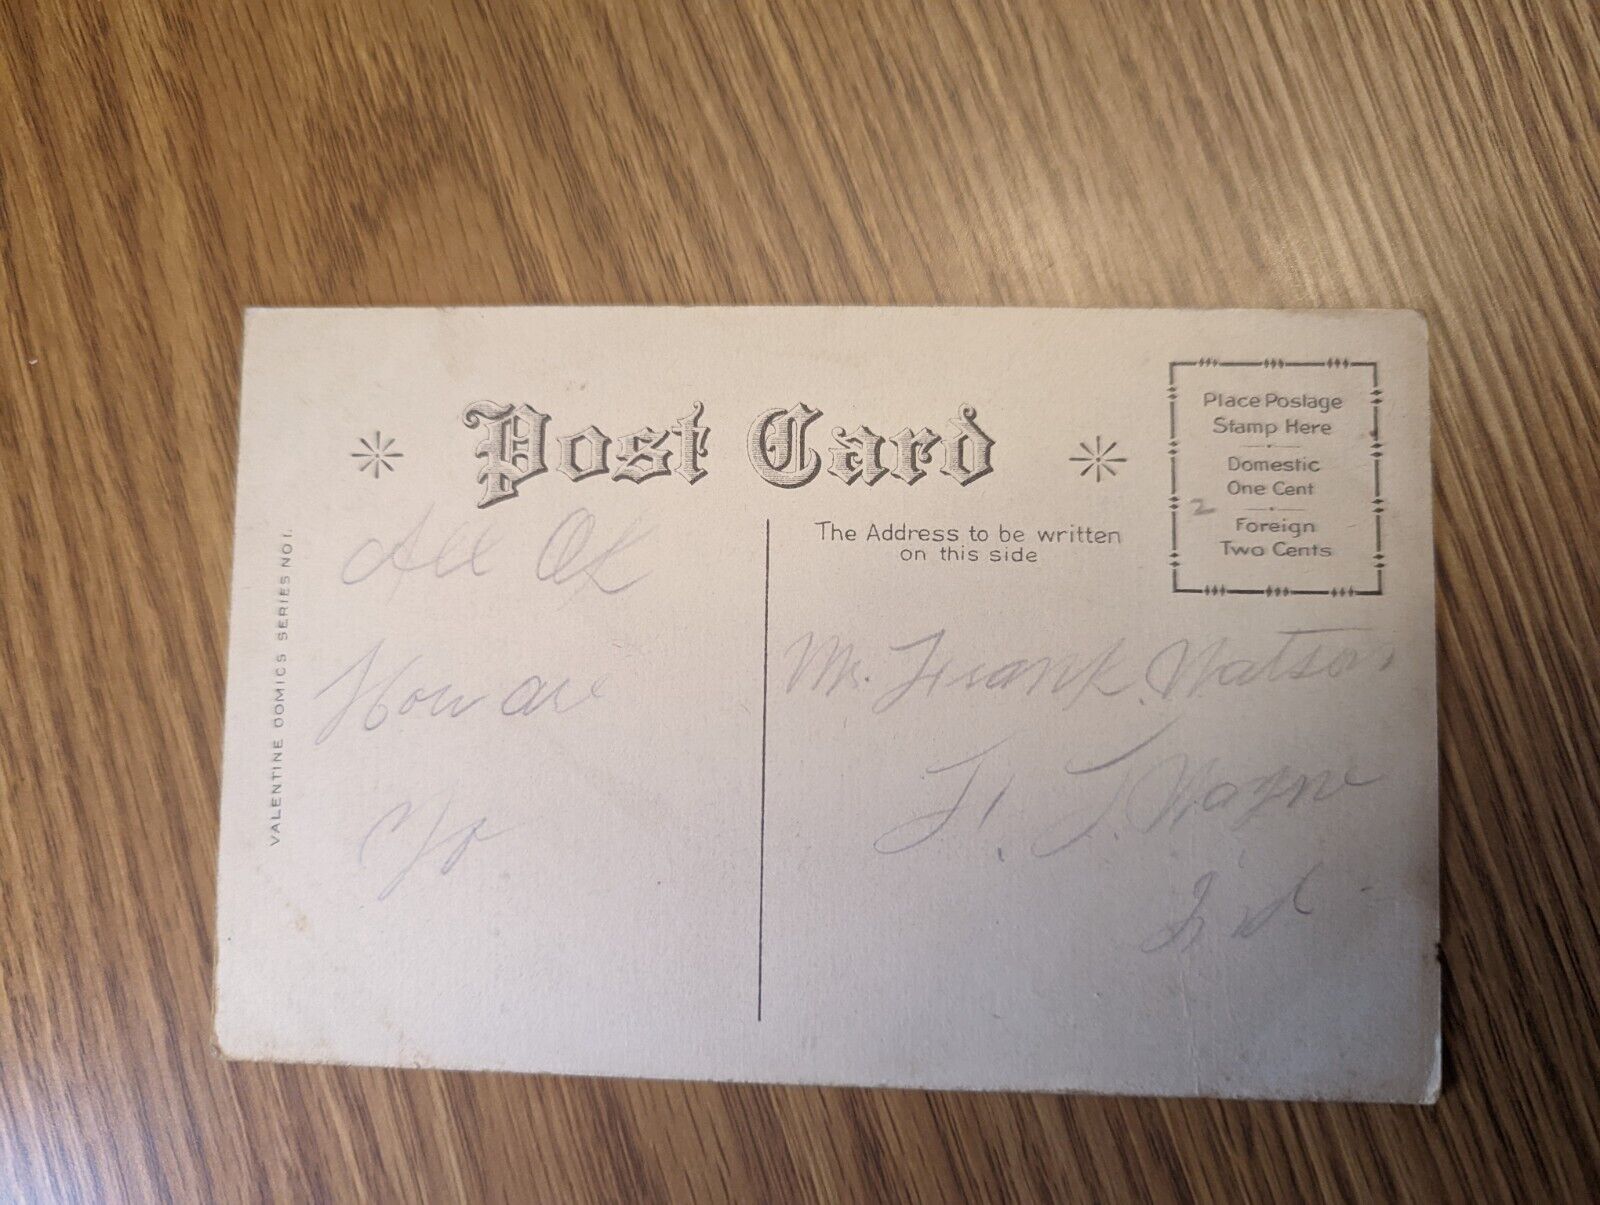 Post Card
Place Postage
Stamp Here
Domestic
One Cent
2
Foreign
Two Cents
The Address to be written
on this side
VALENTINE COMICS SERIES NO 1.
All OK
How are
Mr. Frank Watson
Ft. Wayne
Ind